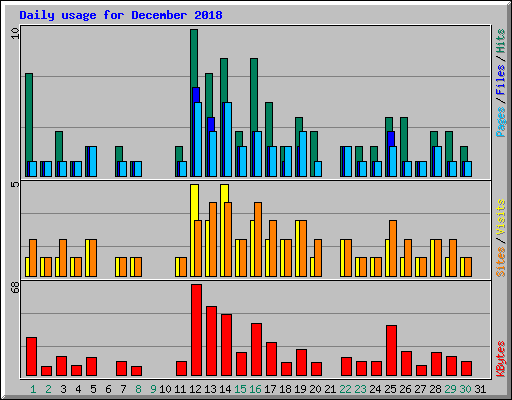 Daily usage for December 2018
10
Pages / Files / Hits
5
Sites / Visits
68
KBytes
1 2 3 4 5 6 7 8 9 10 11 12 13 14 15 16 17 18 19 20 21 22 23 24 25 26 27 28 29 30 31